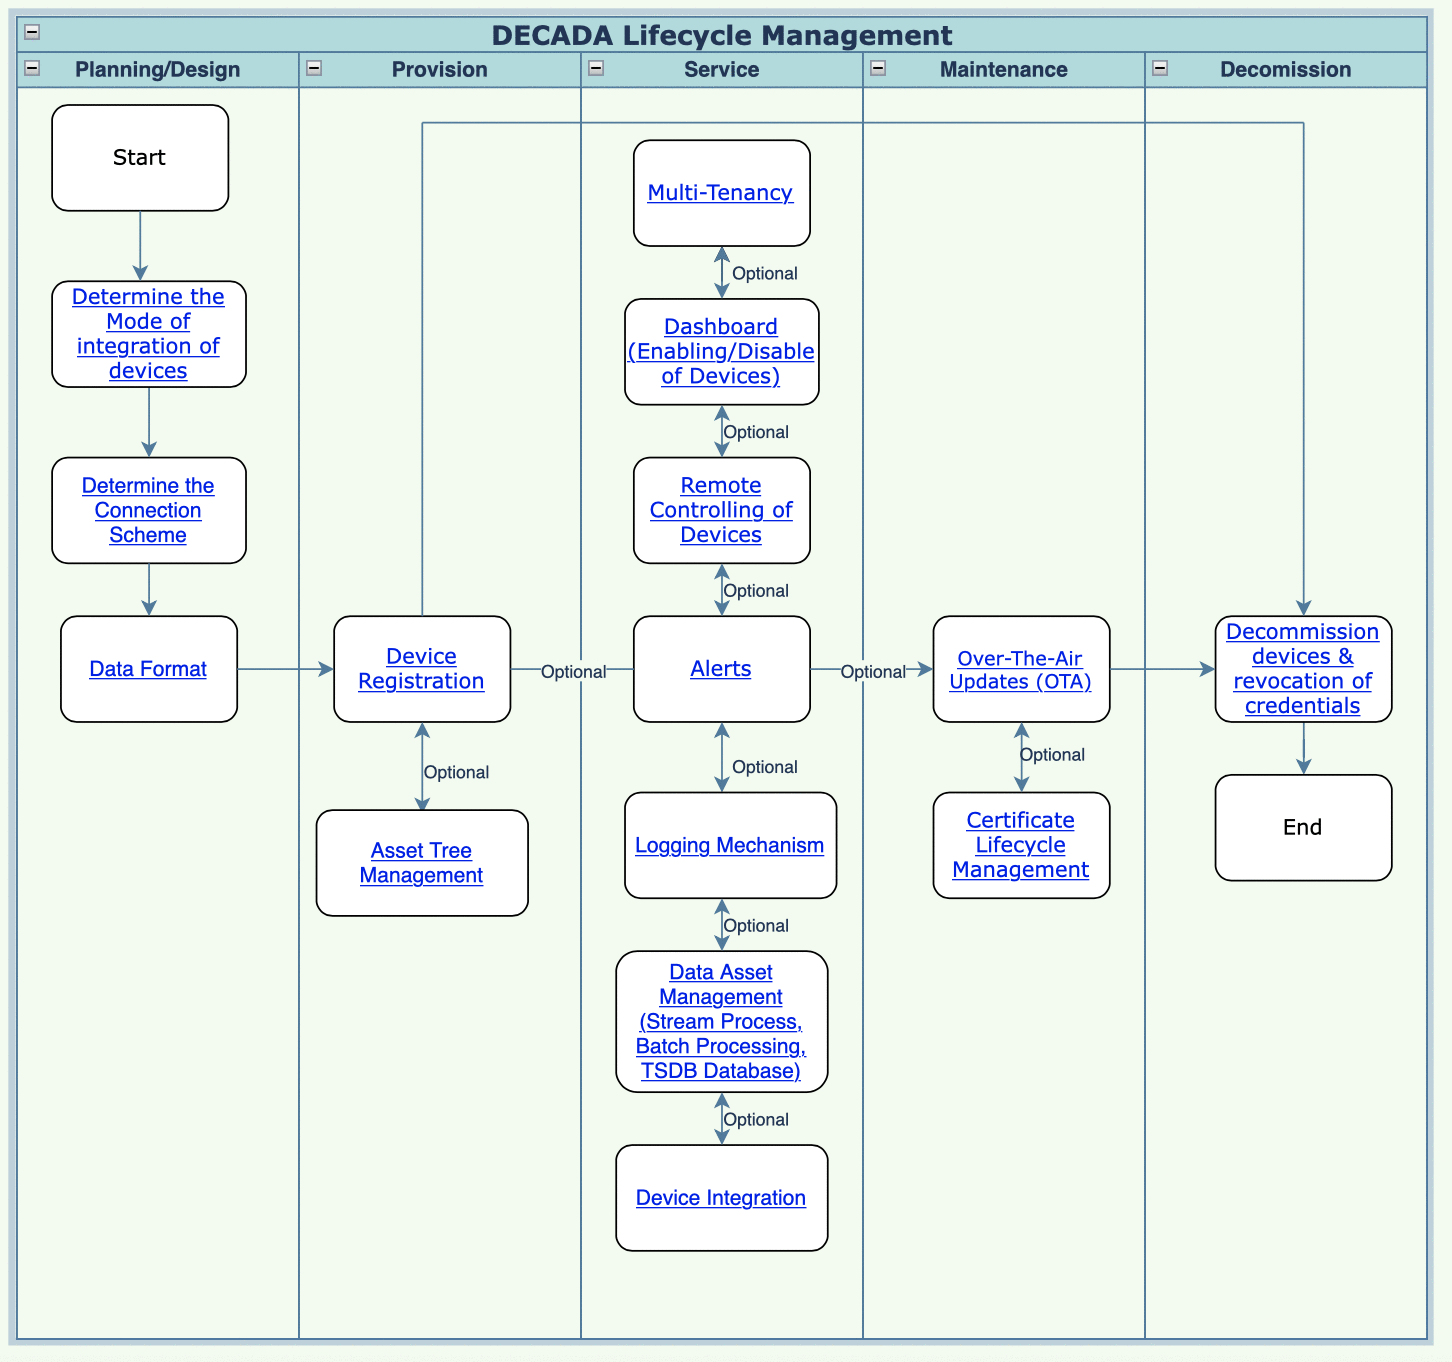 DECADA Lifecycle Management
Planning/Design
Provision
Service
Maintenance
Decomission
Start
Determine the
Mode of
integration of
devices
Determine the
Connection
Scheme
Data Format
Device
Registration
Optional
Asset Tree
Management
Optional
Multi-Tenancy
Optional
Dashboard
(Enabling/Disable
of Devices)
Optional
Remote
Controlling of
Devices
Optional
Alerts
Optional
Logging Mechanism
Optional
Data Asset
Management
(Stream Process,
Batch Processing,
TSDB Database)
Optional
Device Integration
Optional
Over-The-Air
Updates (OTA)
Optional
Certificate
Lifecycle
Management
Decommission
devices &
revocation of
credentials
End